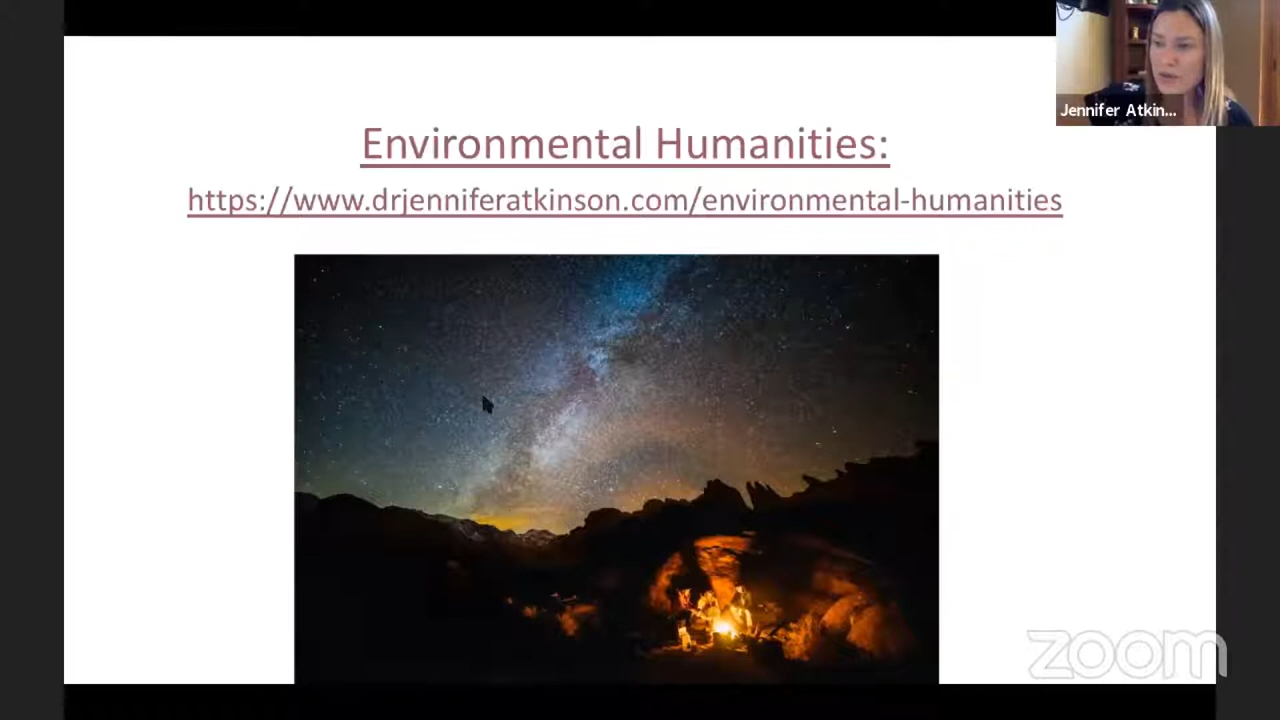 Environmental Humanities:
https://www.drjenniferatkinson.com/environmental-humanities
Jennifer Atkin...
zoom